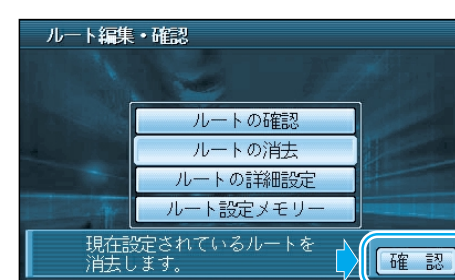 ルート編集・確認
ルートの確認
ルートの消去
ルートの詳細設定
ルート設定メモリー
現在設定されているルートを
消去します。
確 認